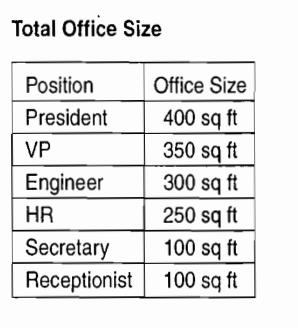 Total Office Size
Position Office Size
President 400 sq ft
VP 350 sq ft
Engineer 300 sq ft
HR 250 sq ft
Secretary 100 sq ft
Receptionist 100 sq ft